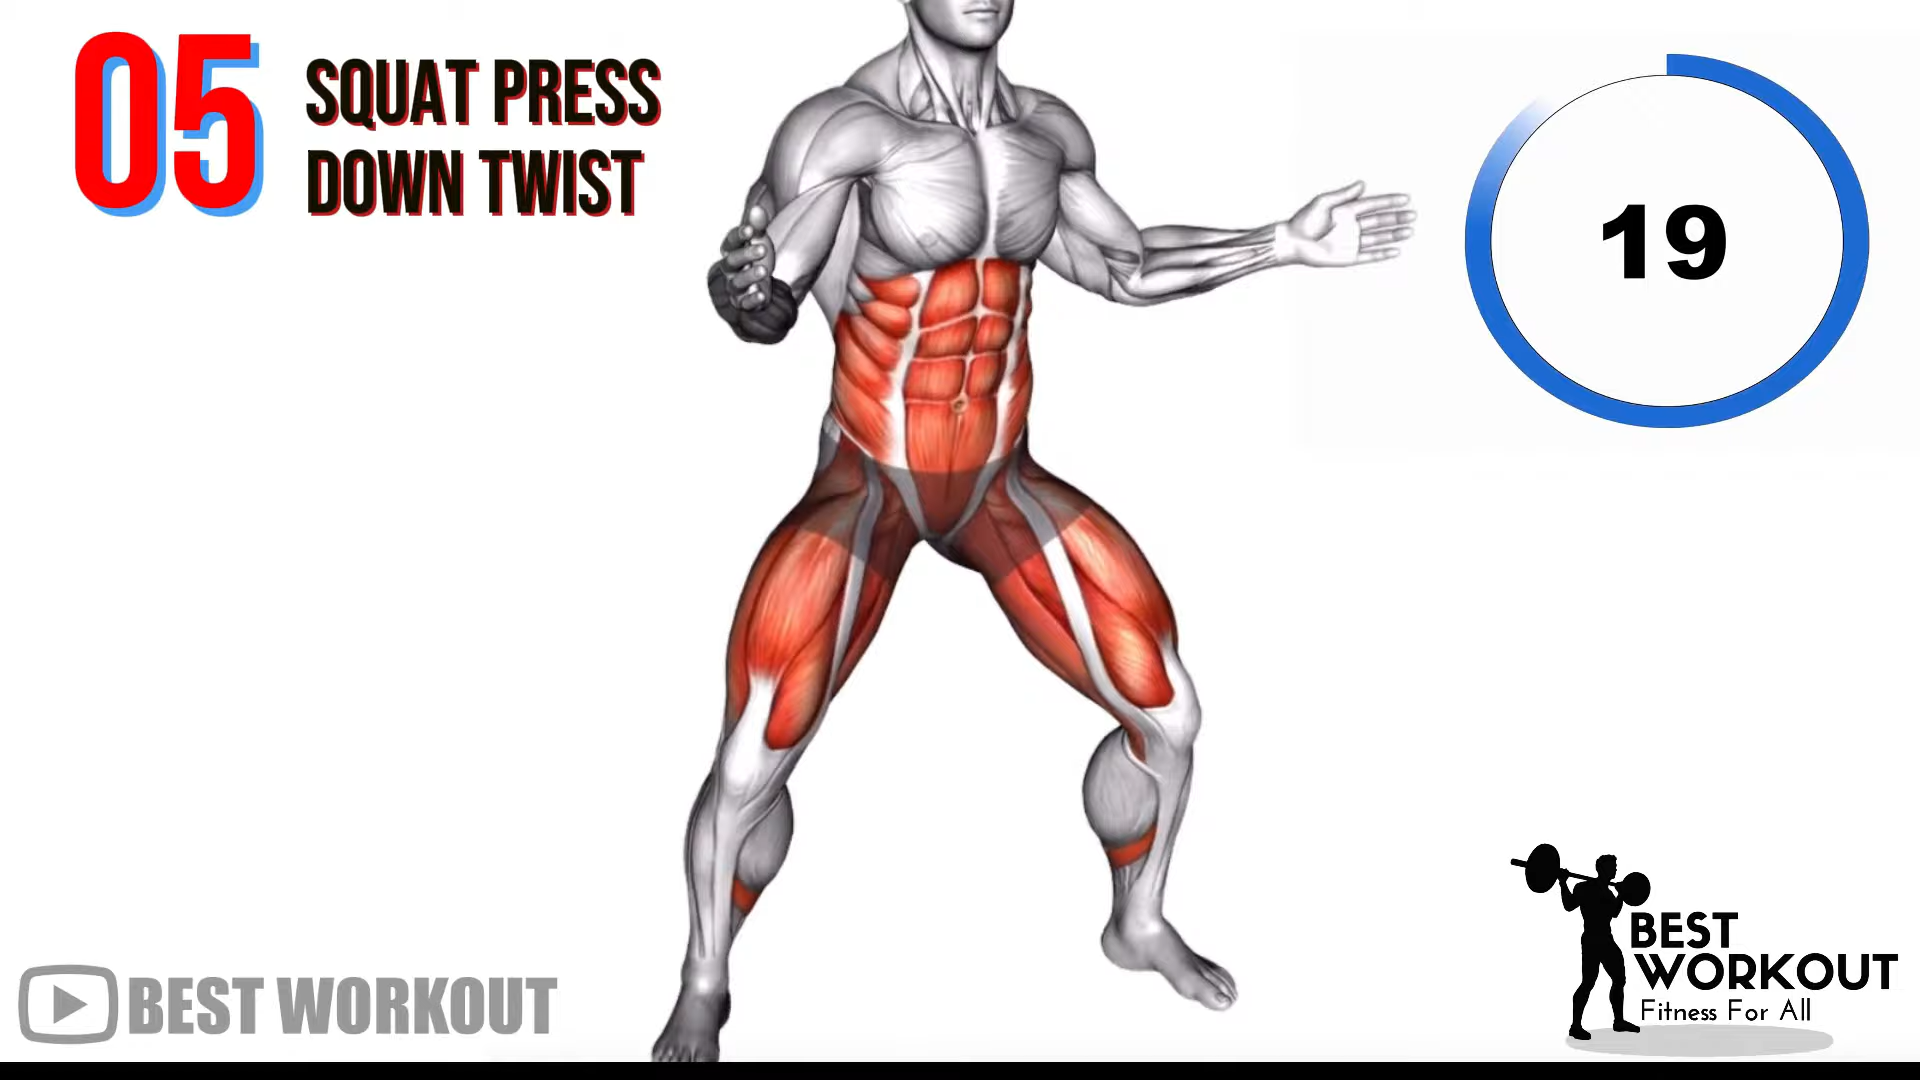 05
SQUAT PRESS
DOWN TWIST
19
BEST WORKOUT
BEST
WORKOUT
Fitness For All